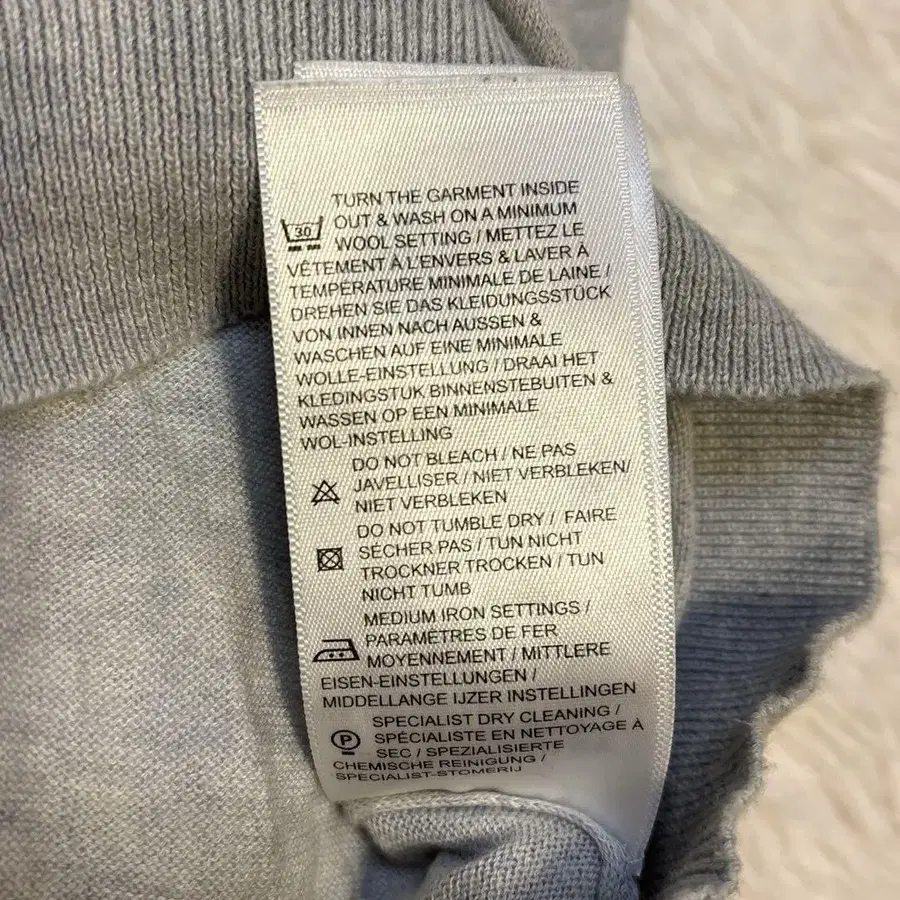 TURN THE GARMENT INSIDE
OUT & WASH ON A MINIMUM
30
WOOL SETTING / METTEZ LE
VÊTEMENT À L'ENVERS & LAVER À
TEMPERATURE MINIMALE DE LAINE /
DREHEN SIE DAS KLEIDUNGSSTÜCK
VON INNEN NACH AUSSEN &
WASCHEN AUF EINE MINIMALE
WOLLE-EINSTELLUNG / DRAAI HET
KLEDINGSTUK BINNENSTEBUITEN &
WASSEN OP EEN MINIMALE
WOL-INSTELLING
DO NOT BLEACH / NE PAS
JAVELLISER / NIET VERBLEKEN/
NIET VERBLEKEN
DO NOT TUMBLE DRY / FAIRE
SÉCHER PAS / TUN NICHT
TROCKNER TROCKEN / TUN
NICHT TUMB
MEDIUM IRON SETTINGS /
PARAMÈTRES DE FER
MOYENNEMENT / MITTLERE
EISEN-EINSTELLUNGEN /
MIDDELLANGE IJZER INSTELLINGEN
SPECIALIST DRY CLEANING /
SPÉCIALISTE EN NETTOYAGE À
P
SEC / SPEZIALISIERTE
CHEMISCHE REINIGUNG /
SPECIALIST-STOMERIJ